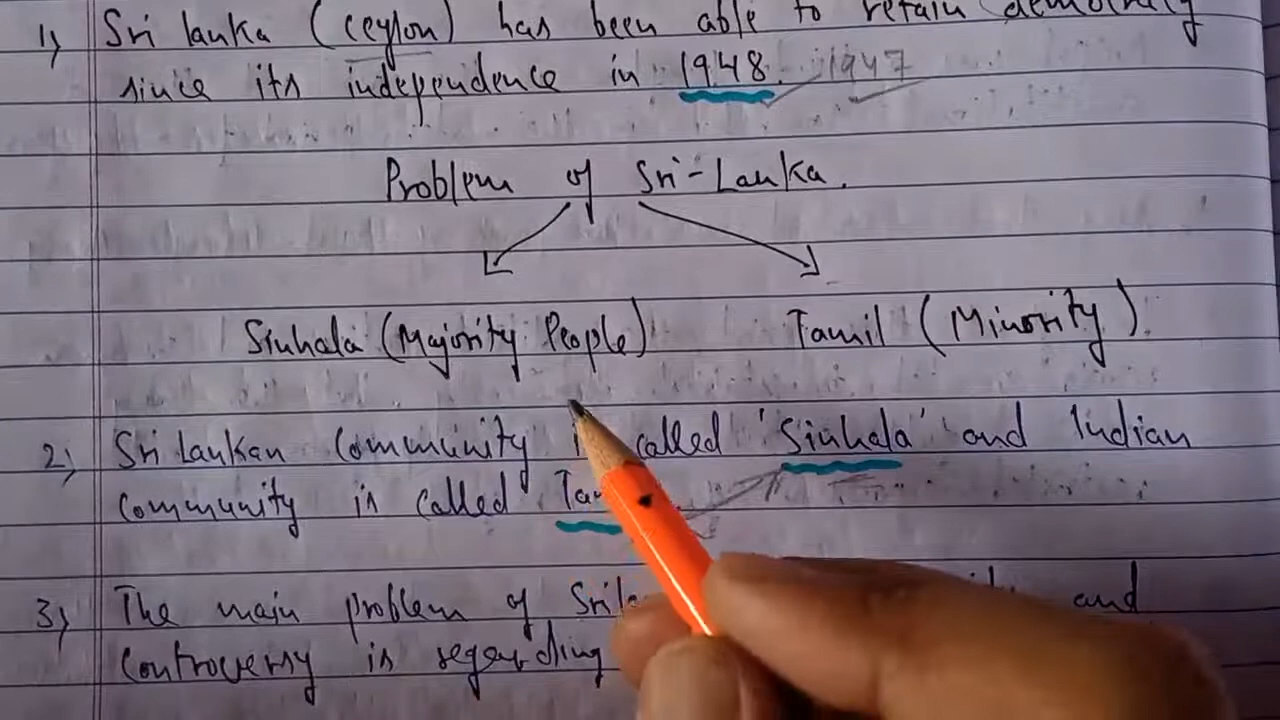 1) Sri lanka (ceylon) has been able to retain democracy
since its independence in 1948. 1947
Problem of Sri-Lanka.
Sinhala (Majority People) Tamil (Minority)
2) Sri Lankan Community called 'Sinhala' and Indian
community is called
3) The main problem of and
controversy is regarding